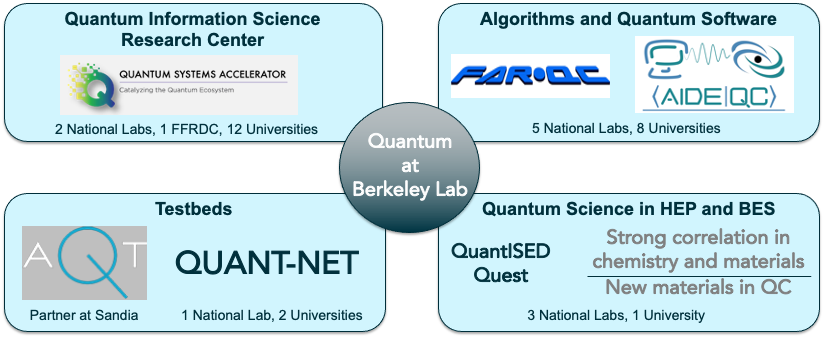 Quantum Information Science
Research Center
QUANTUM SYSTEMS ACCELERATOR
Catalyzing the Quantum Ecosystem
2 National Labs, 1 FFRDC, 12 Universities
Algorithms and Quantum Software
FAR•QC
⟨AIDE|QC⟩
5 National Labs, 8 Universities
Quantum
at
Berkeley Lab
Testbeds
AQT
QUANT-NET
Partner at Sandia
1 National Lab, 2 Universities
Quantum Science in HEP and BES
QuantISED
Quest
Strong correlation in
chemistry and materials
New materials in QC
3 National Labs, 1 University